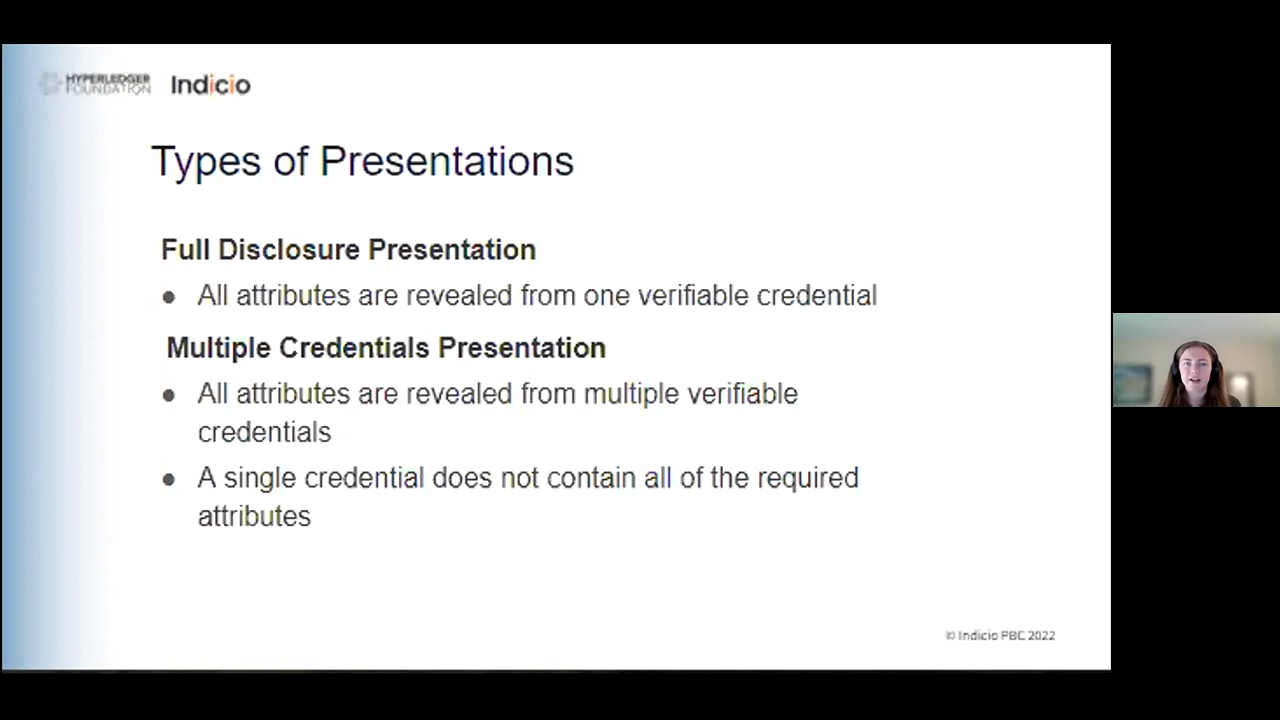 HYPERLEDGER
FOUNDATION
Indicio
Types of Presentations
Full Disclosure Presentation
● All attributes are revealed from one verifiable credential
Multiple Credentials Presentation
● All attributes are revealed from multiple verifiable
credentials
● A single credential does not contain all of the required
attributes
© Indicio PBC 2022